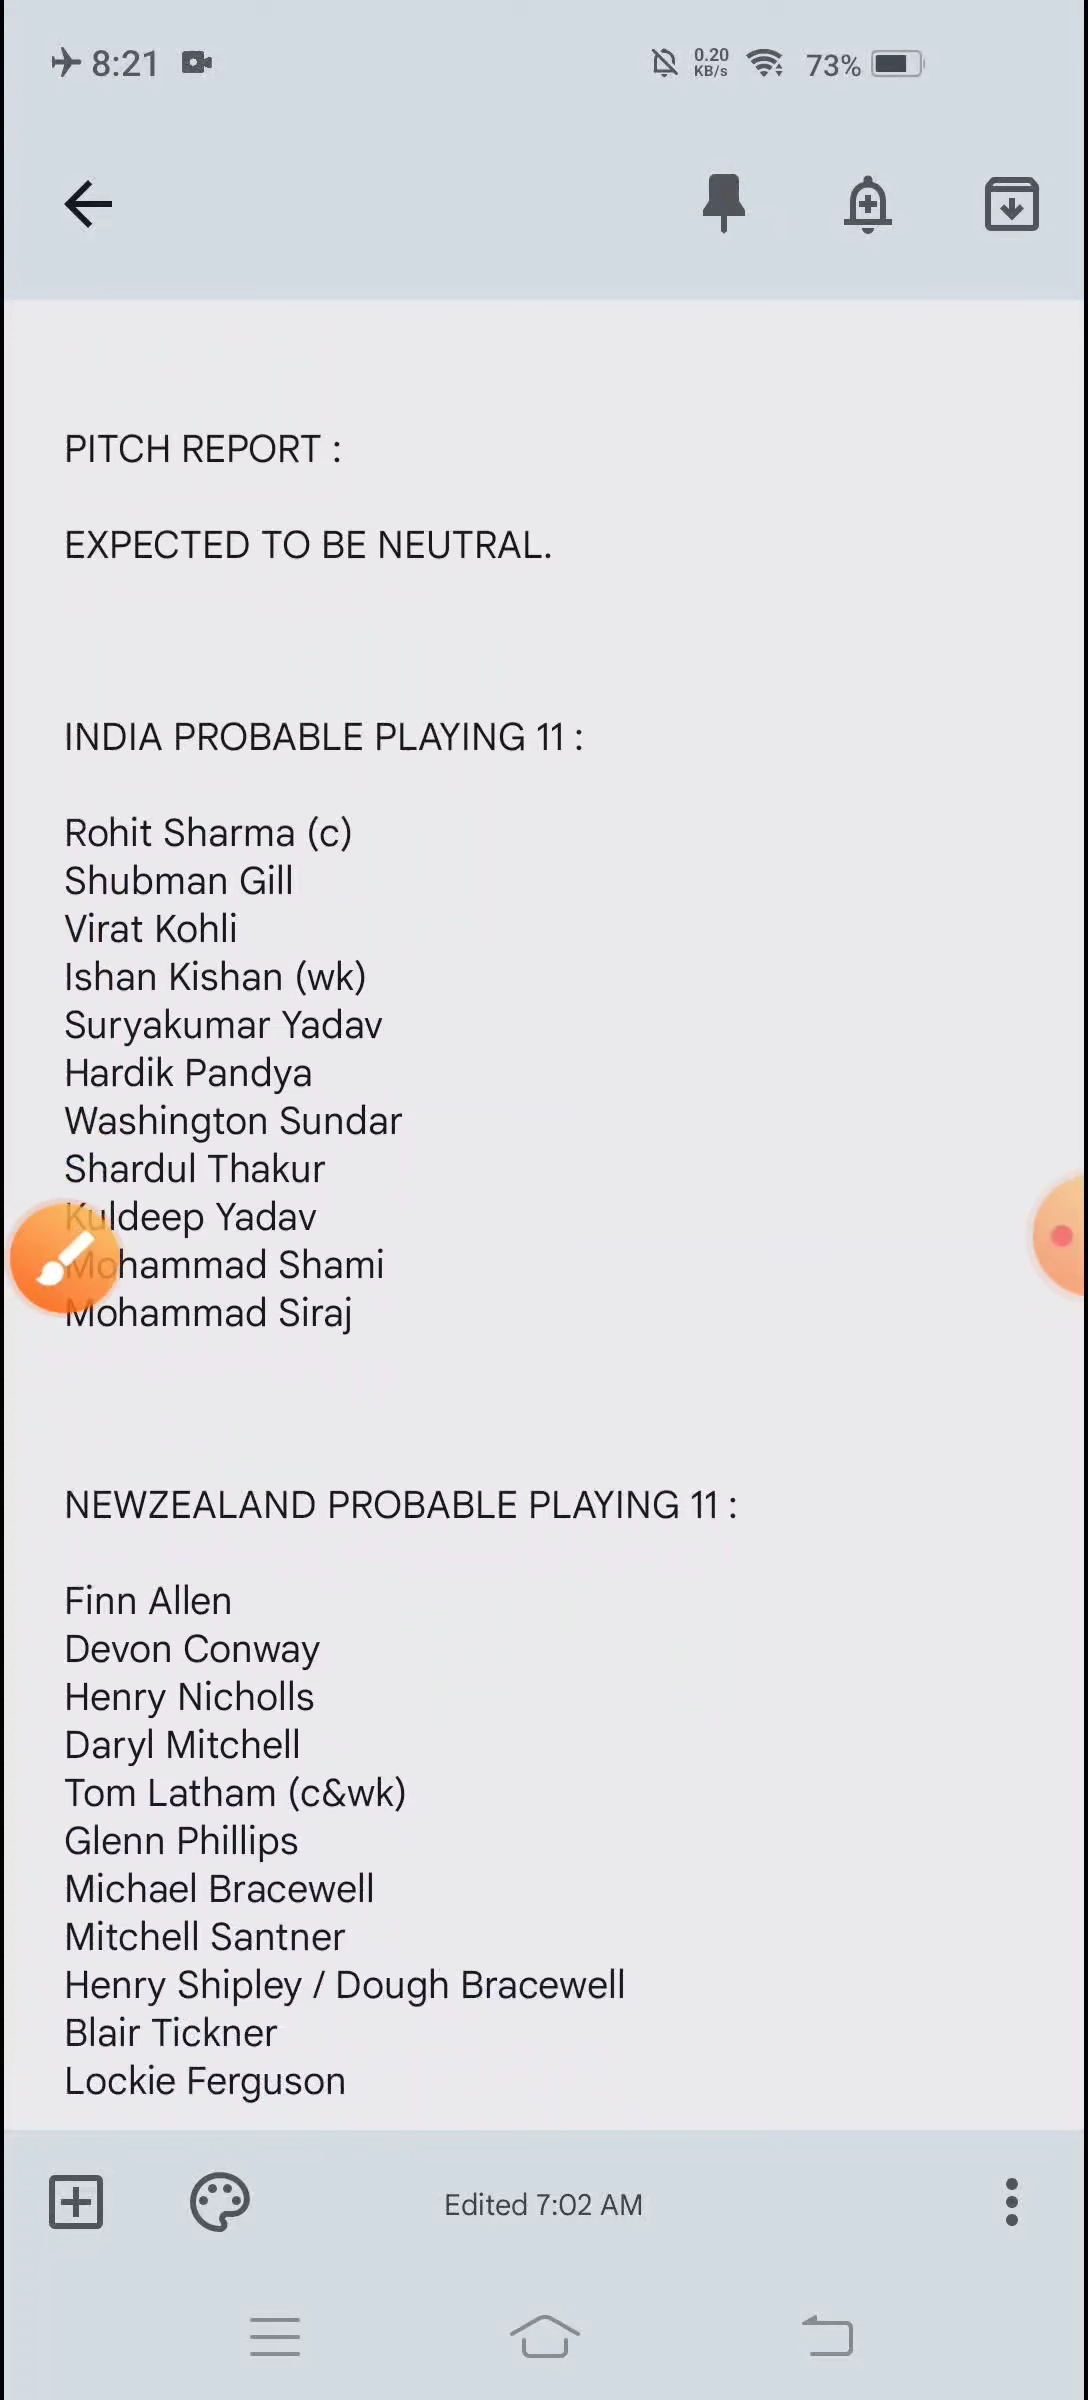 8:21
0.20
KB/s
73%
PITCH REPORT :
EXPECTED TO BE NEUTRAL.
INDIA PROBABLE PLAYING 11 :
Rohit Sharma (c)
Shubman Gill
Virat Kohli
Ishan Kishan (wk)
Suryakumar Yadav
Hardik Pandya
Washington Sundar
Shardul Thakur
Kuldeep Yadav
Mohammad Shami
Mohammad Siraj
NEWZEALAND PROBABLE PLAYING 11 :
Finn Allen
Devon Conway
Henry Nicholls
Daryl Mitchell
Tom Latham (c&wk)
Glenn Phillips
Michael Bracewell
Mitchell Santner
Henry Shipley / Dough Bracewell
Blair Tickner
Lockie Ferguson
Edited 7:02 AM